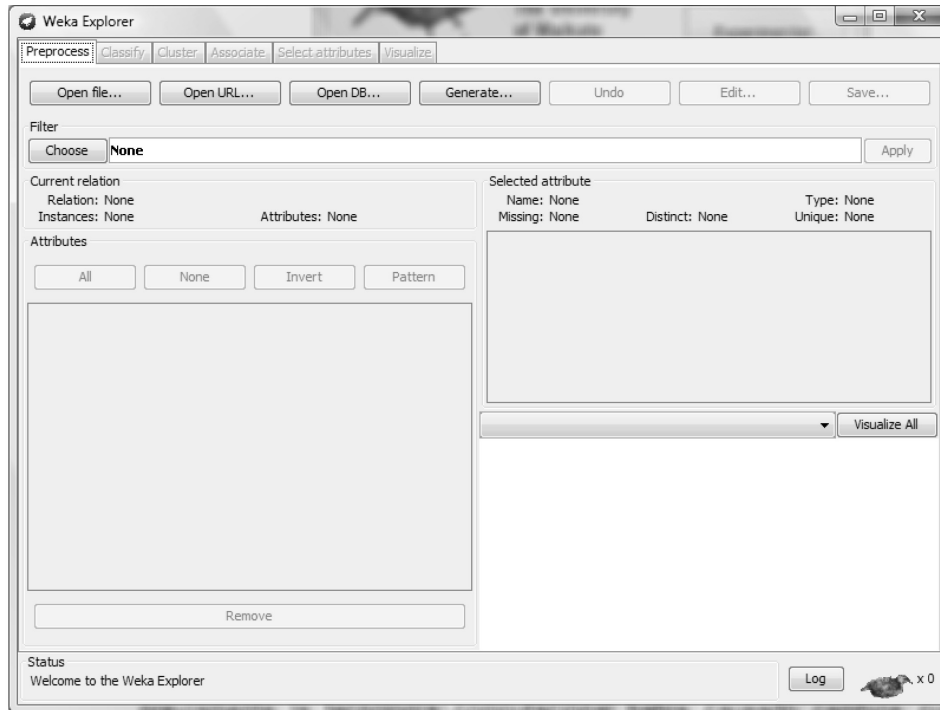 Weka Explorer
Preprocess Classify Cluster Associate Select attributes Visualize
Open file... Open URL... Open DB... Generate... Undo Edit... Save...
Filter
Choose None Apply
Current relation
Relation: None
Instances: None Attributes: None
Selected attribute
Name: None Type: None
Missing: None Distinct: None Unique: None
Attributes
All None Invert Pattern
Visualize All
Remove
Status
Welcome to the Weka Explorer
Log x 0